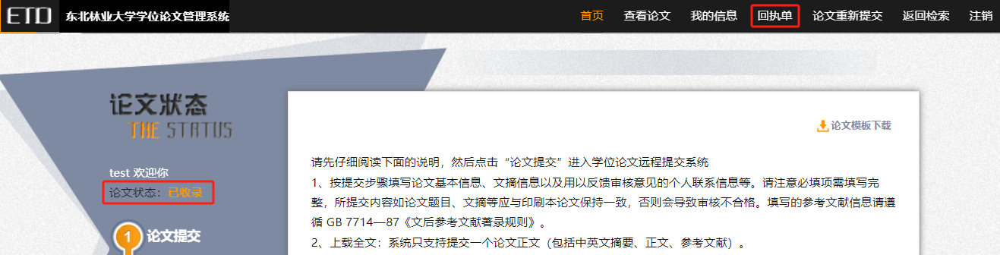 ETD 东北林业大学学位论文管理系统 首页 查看论文 我的信息 回执单 论文重新提交 返回检索 注销
论文状态
THE STATUS
论文模板下载
test 欢迎你
论文状态：已收录
1 论文提交
请先仔细阅读下面的说明，然后点击“论文提交”进入学位论文远程提交系统
1、按提交步骤填写论文基本信息、文摘信息以及用以反馈审核意见的个人联系信息等。请注意必填项需填写完
整，所提交内容如论文题目、文摘等应与印刷本论文保持一致，否则会导致审核不合格。填写的参考文献信息请遵
循 GB 7714—87《文后参考文献著录规则》。
2、上载全文：系统只支持提交一个论文正文（包括中英文摘要、正文、参考文献）。